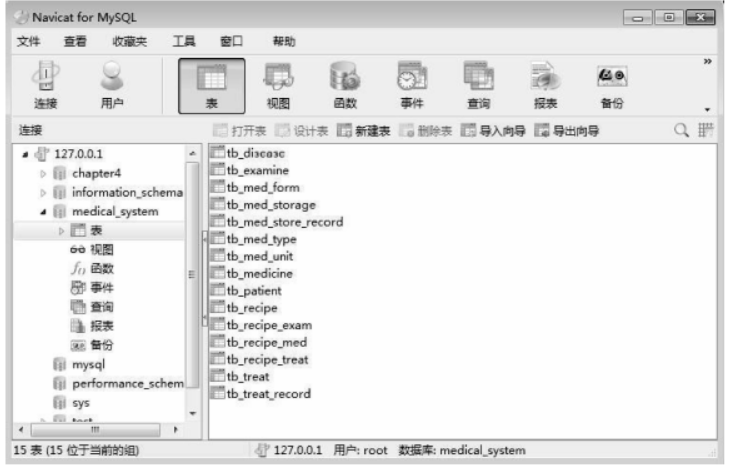 Navicat for MySQL
文件 查看 收藏夹 工具 窗口 帮助
连接 用户 表 视图 函数 事件 查询 报表 备份
连接 打开表 设计表 新建表 删除表 导入向导 导出向导
127.0.0.1
chapter4
information_schema
medical_system
表
视图
函数
事件
查询
报表
备份
mysql
performance_schem
sys
test
tb_disease
tb_examine
tb_med_form
tb_med_storage
tb_med_store_record
tb_med_type
tb_med_unit
tb_medicine
tb_patient
tb_recipe
tb_recipe_exam
tb_recipe_med
tb_recipe_treat
tb_treat
tb_treat_record
15 表 (15 位于当前的组) 127.0.0.1 用户: root 数据库: medical_system